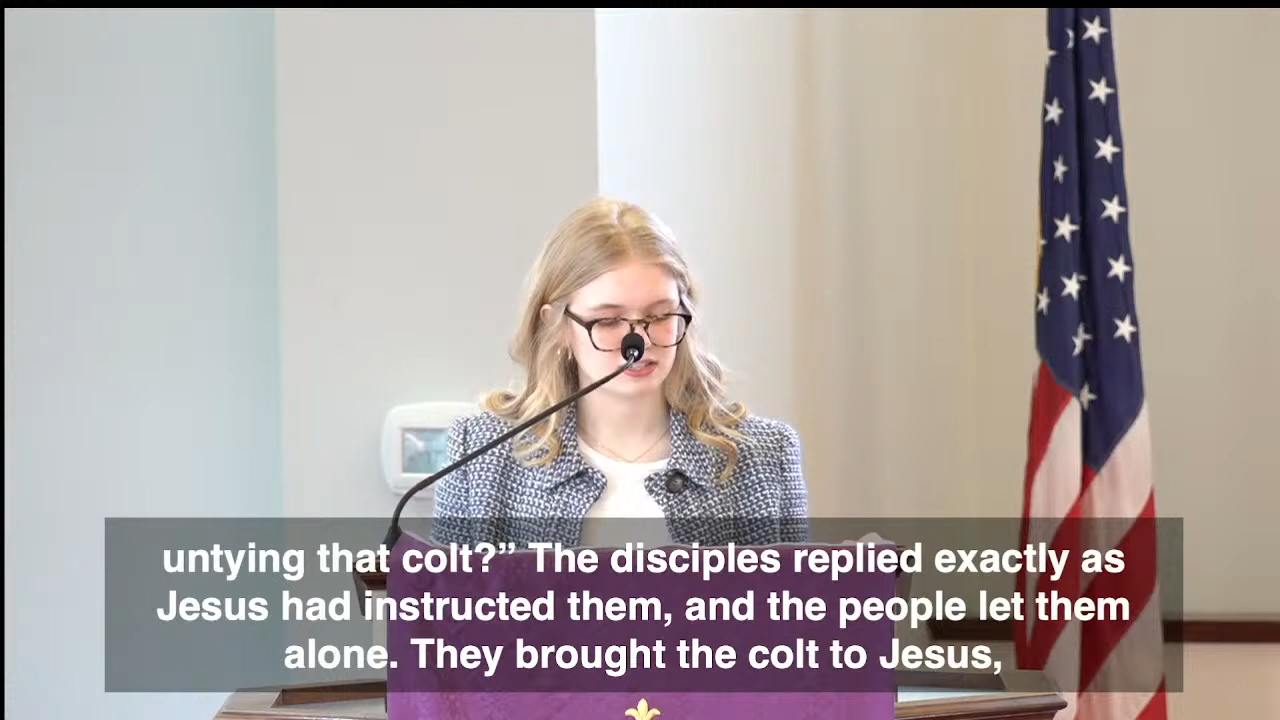 untying that colt?” The disciples replied exactly as
Jesus had instructed them, and the people let them
alone. They brought the colt to Jesus,